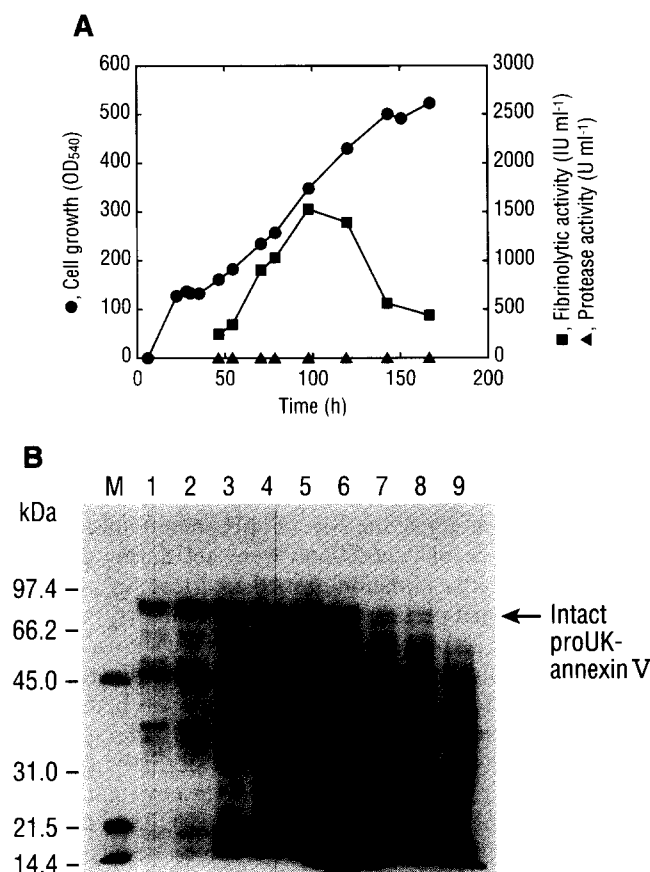 A
600
500
400
300
200
100
0
●, Cell growth (OD₅₄₀)
3000
2500
2000
1500
1000
500
0
■, Fibrinolytic activity (IU ml⁻¹)
▲, Protease activity (U ml⁻¹)
0 50 100 150 200
Time (h)
B
M 1 2 3 4 5 6 7 8 9
kDa
97.4
66.2
45.0
31.0
21.5
14.4
Intact
proUK-
annexin V